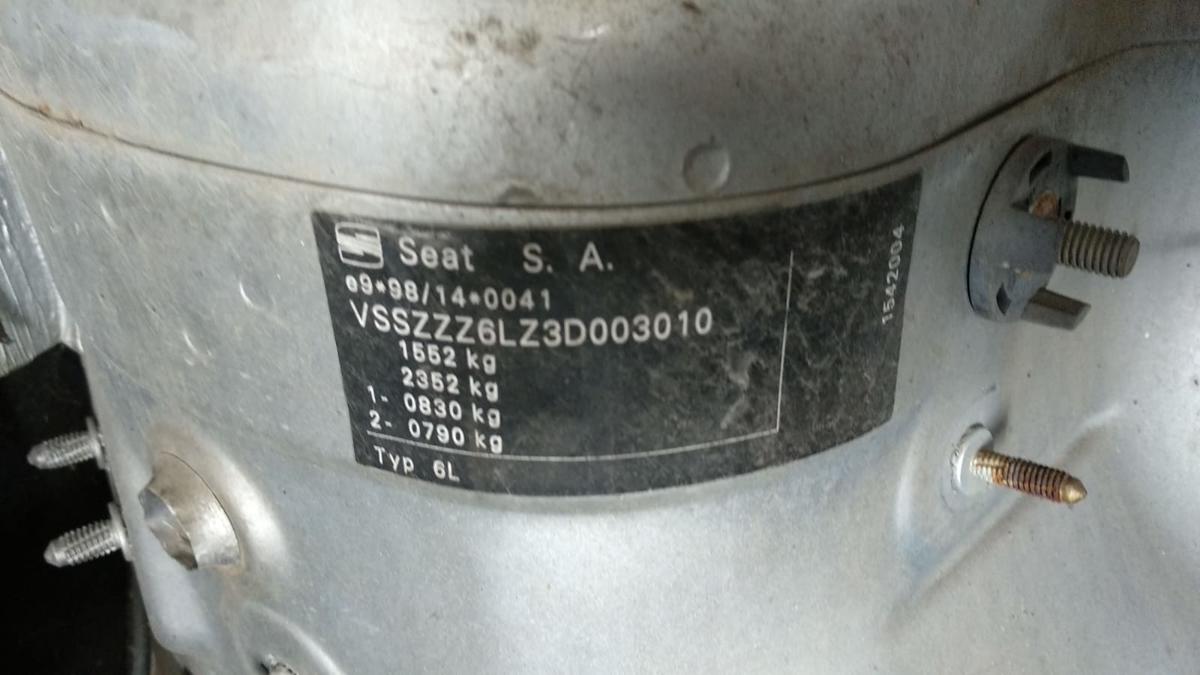 Seat S. A.
e9*98/14*0041
VSSZZZ6LZ3D003010
1552 kg
2352 kg
1- 0830 kg
2- 0790 kg
Typ 6L
1542004